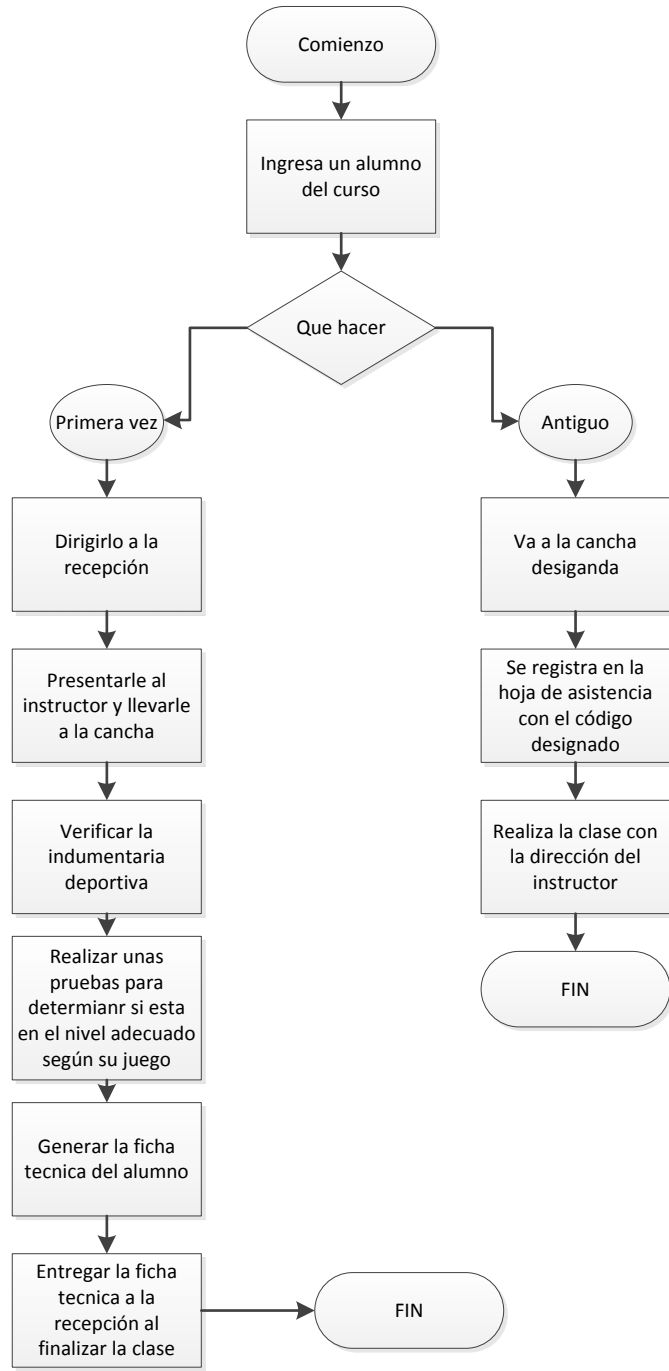 Comienzo
Ingresa un alumno
del curso
Que hacer
Primera vez
Antiguo
Dirigirlo a la
recepción
Va a la cancha
desiganda
Presentarle al
instructor y llevarle
a la cancha
Se registra en la
hoja de asistencia
con el código
designado
Verificar la
indumentaria
deportiva
Realiza la clase con
la dirección del
instructor
Realizar unas
pruebas para
determianr si esta
en el nivel adecuado
según su juego
FIN
Generar la ficha
tecnica del alumno
Entregar la ficha
tecnica a la
recepción al
finalizar la clase
FIN